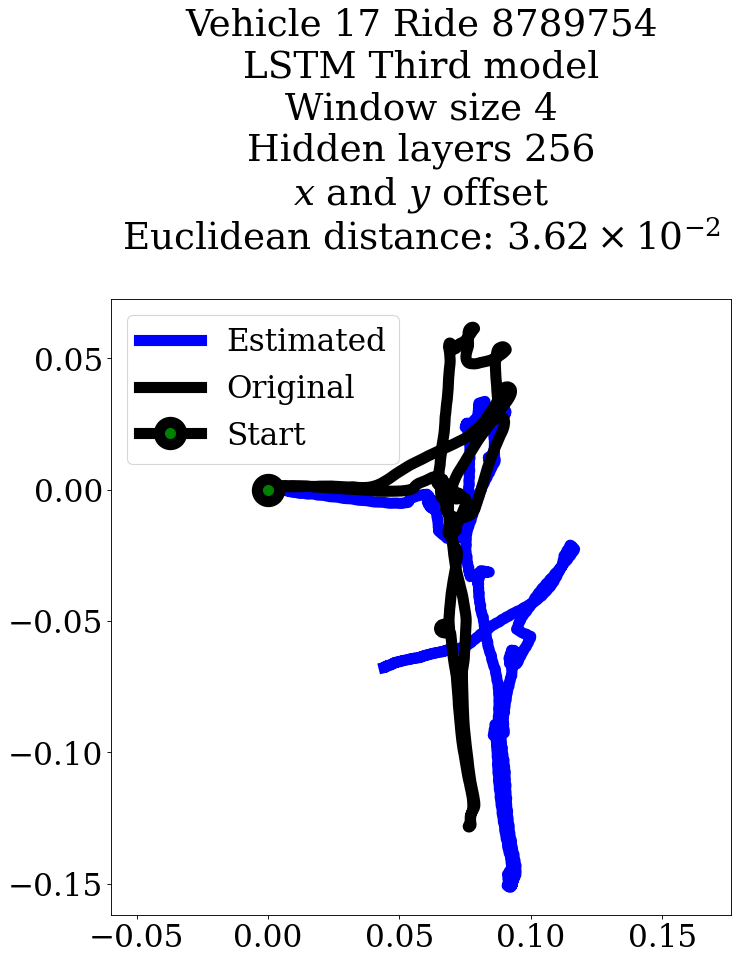 Vehicle 17 Ride 8789754
LSTM Third model
Window size 4
Hidden layers 256
x and y offset
Euclidean distance: 3.62 × 10⁻²
Estimated
Original
Start
0.05
0.00
−0.05
−0.10
−0.15
−0.05
0.00
0.05
0.10
0.15